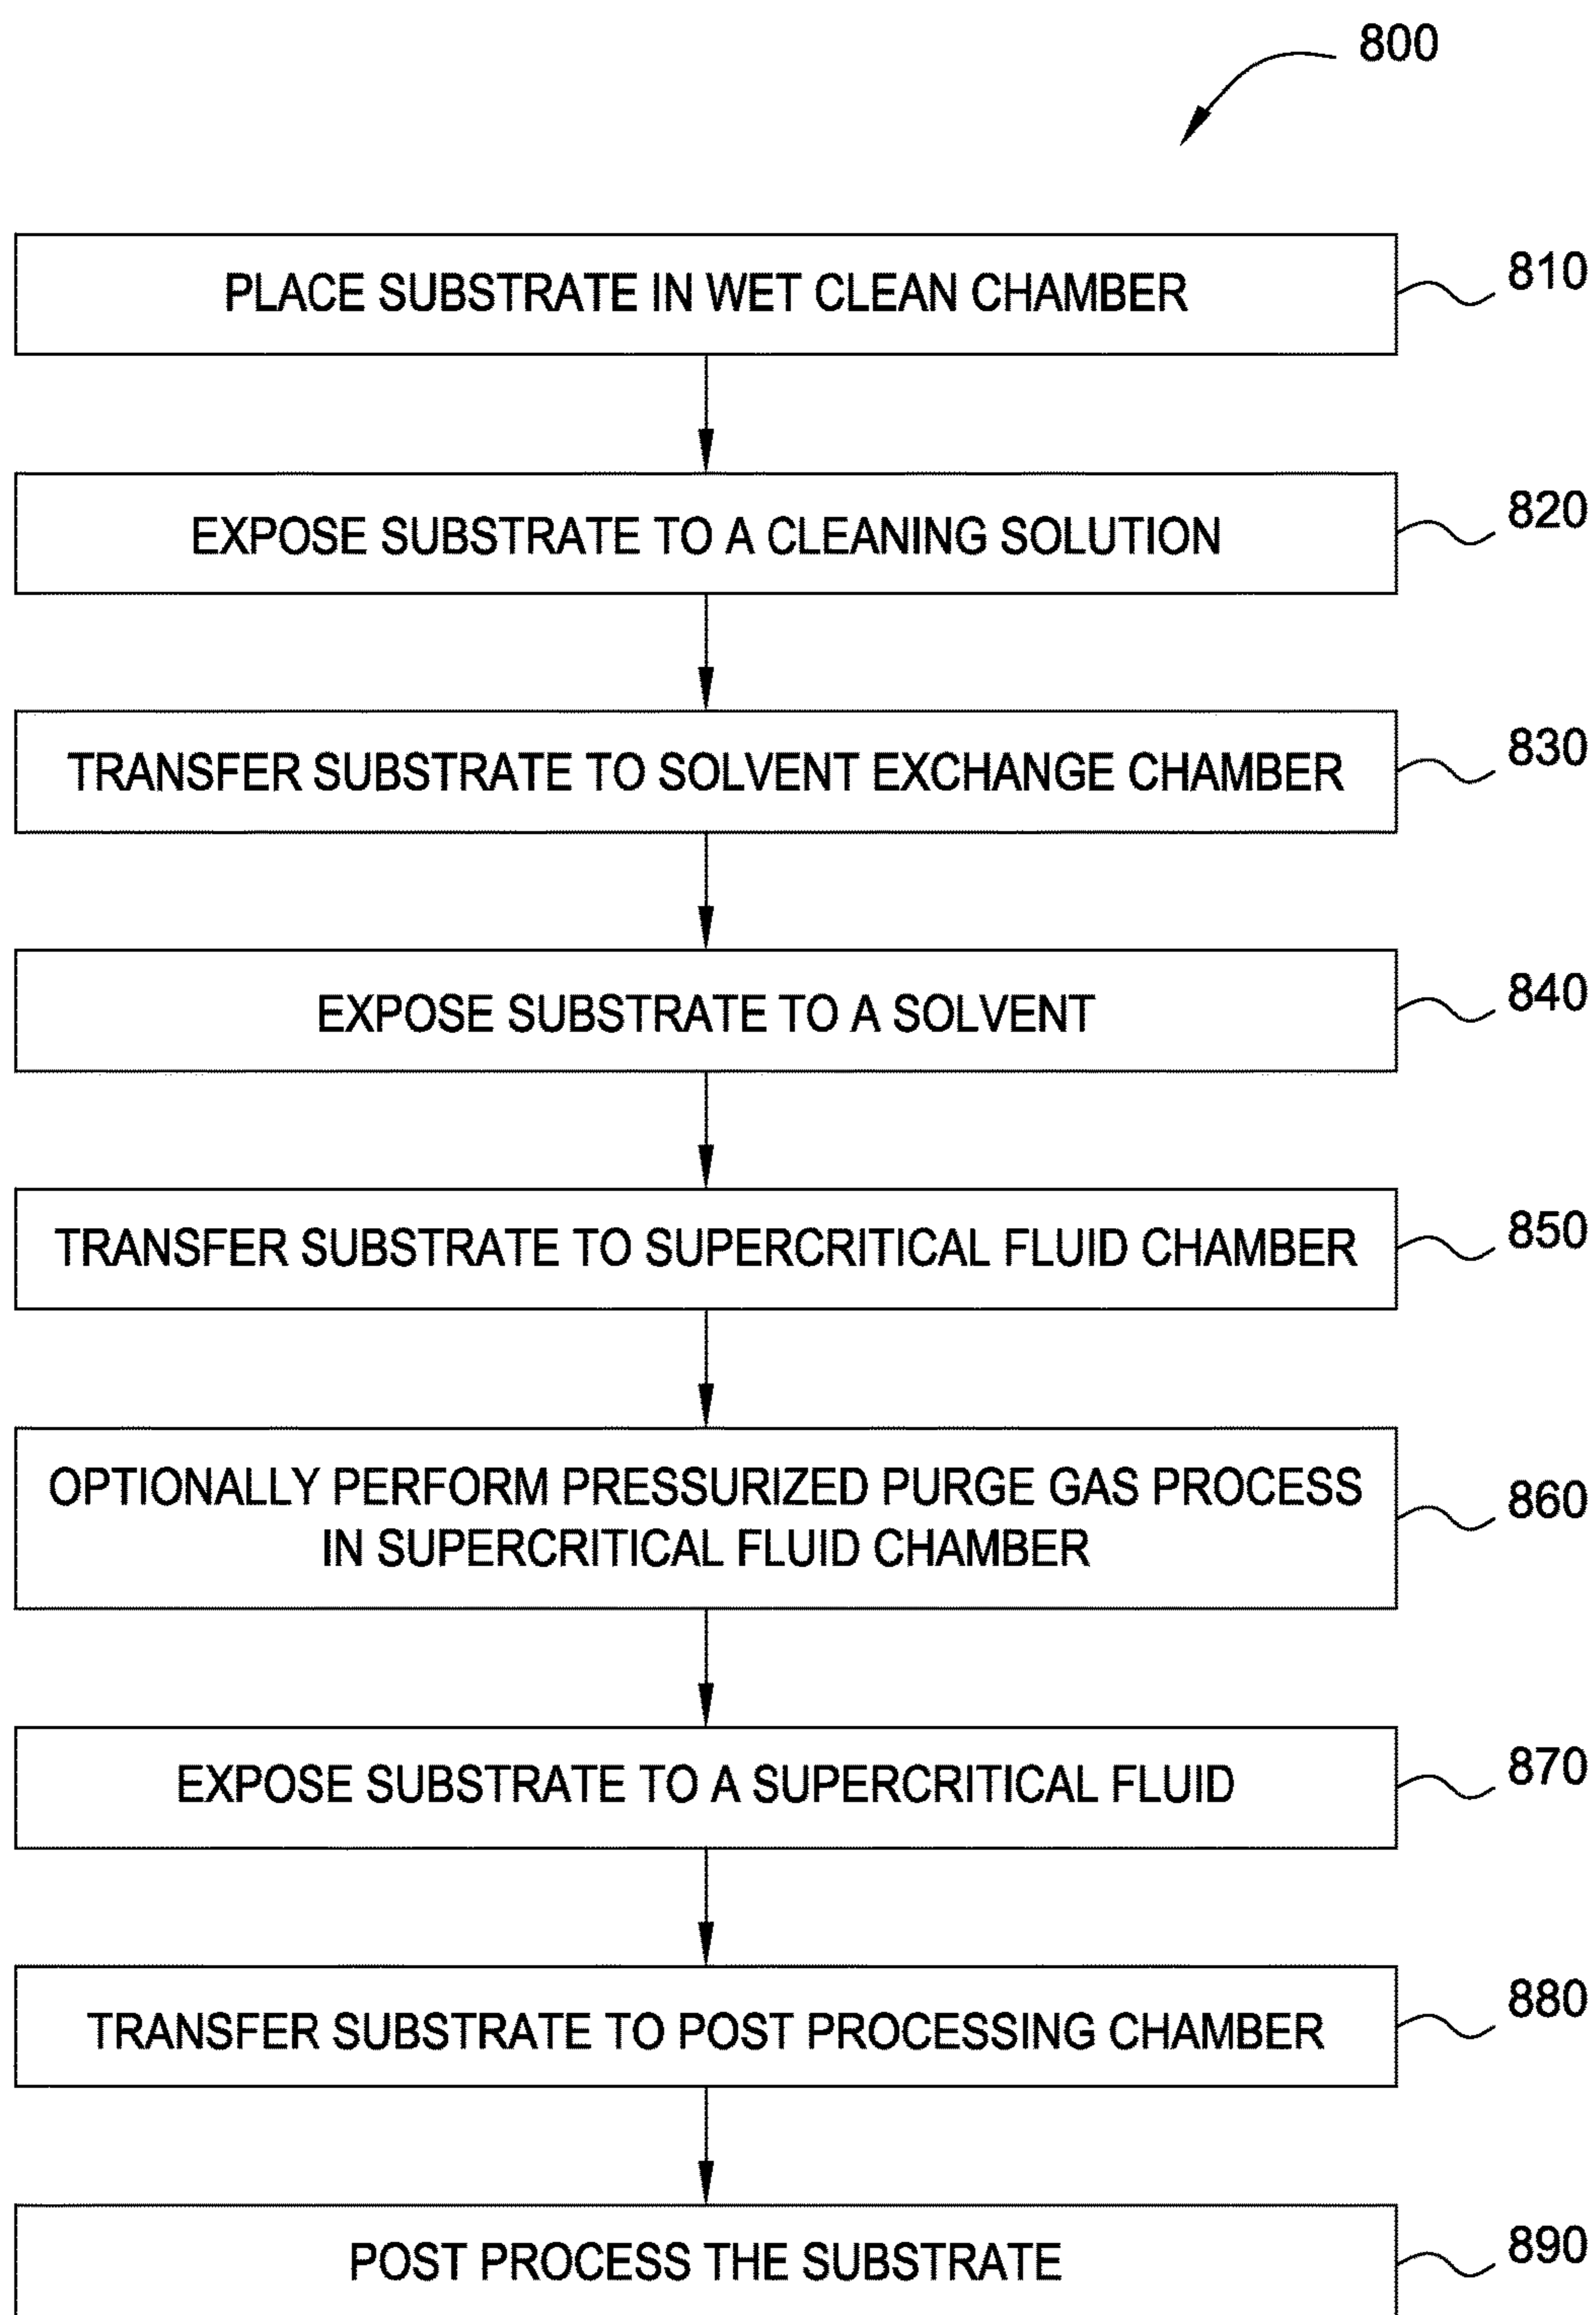 800
PLACE SUBSTRATE IN WET CLEAN CHAMBER
810
EXPOSE SUBSTRATE TO A CLEANING SOLUTION
820
TRANSFER SUBSTRATE TO SOLVENT EXCHANGE CHAMBER
830
EXPOSE SUBSTRATE TO A SOLVENT
840
TRANSFER SUBSTRATE TO SUPERCRITICAL FLUID CHAMBER
850
OPTIONALLY PERFORM PRESSURIZED PURGE GAS PROCESS
IN SUPERCRITICAL FLUID CHAMBER
860
EXPOSE SUBSTRATE TO A SUPERCRITICAL FLUID
870
TRANSFER SUBSTRATE TO POST PROCESSING CHAMBER
880
POST PROCESS THE SUBSTRATE
890